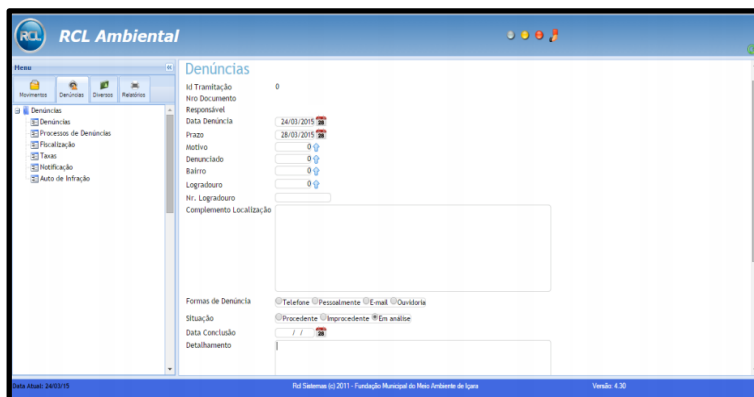 RCL RCL Ambiental
Menu
Movimentos Denúncias Diversos Relatórios
Denúncias
Denúncias
Processos de Denúncias
Fiscalização
Taxas
Notificação
Auto de Infração
Denúncias
Id Tramitação 0
Nro Documento
Responsável
Data Denúncia 24/03/2015
Prazo 28/03/2015
Motivo 0
Denunciado 0
Bairro 0
Logradouro 0
Nr. Logradouro
Complemento Localização
Formas de Denúncia Telefone Pessoalmente E-mail Ouvidoria
Situação Procedente Improcedente Em análise
Data Conclusão / /
Detalhamento
Data Atual: 24/03/15 Rcl Sistemas (c) 2011 - Fundação Municipal do Meio Ambiente de Içara Versão: 4.30